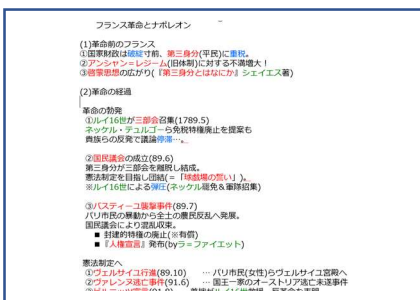 フランス革命とナポレオン
(1)革命前のフランス
①国家財政は破綻寸前、第三身分(平民)に重税。
②アンシャン=レジーム(旧体制)に対する不満増大！
③啓蒙思想の広がり(『第三身分とはなにか』シェイエス著)
(2)革命の経過
革命の勃発
①ルイ16世が三部会召集(1789.5)
ネッケル・テュルゴーら免税特権廃止を提案も
貴族らの反発で議論停滞…。
②国民議会の成立(89.6)
第三身分が三部会を離脱し結成。
憲法制定を目指し団結(=「球戯場の誓い」)。
※ルイ16世による弾圧(ネッケル罷免&軍隊招集)
③バスティーユ襲撃事件(89.7)
パリ市民の暴動から全土の農民反乱へ発展。
国民議会により混乱収束。
■ 封建的特権の廃止(※有償)
■『人権宣言』発布(byラ=ファイエット)
憲法制定へ
①ヴェルサイユ行進(89.10) … パリ市民(女性)らヴェルサイユ宮殿へ
②ヴァレンヌ逃亡事件(91.6) … 国王一家のオーストリア逃亡未遂事件